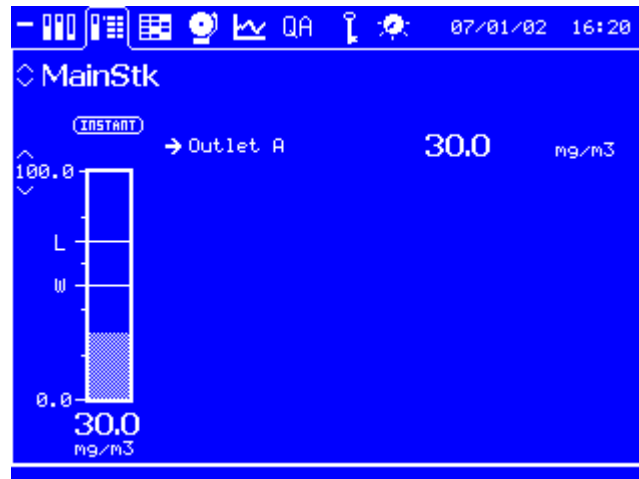 QA 07/01/02 16:20
MainStk
INSTANT
Outlet A 30.0 mg/m3
100.0
L
W
0.0
30.0
mg/m3